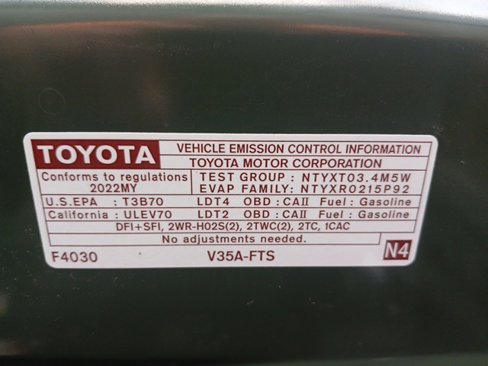 TOYOTA VEHICLE EMISSION CONTROL INFORMATION
TOYOTA MOTOR CORPORATION
Conforms to regulations TEST GROUP : NTYXT03.4M5W
2022MY EVAP FAMILY: NTYXR0215P92
U.S.EPA : T3B70 LDT4 OBD : CAII Fuel : Gasoline
California : ULEV70 LDT2 OBD : CAII Fuel : Gasoline
DFI+SFI, 2WR-HO2S(2), 2TWC(2), 2TC, 1CAC
No adjustments needed.
F4030 V35A-FTS N4